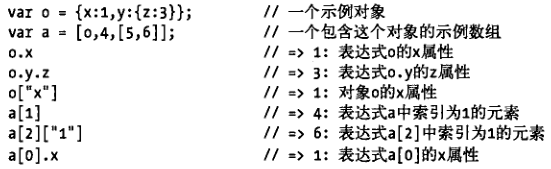 var o = {x:1,y:{z:3}}; // 一个示例对象
var a = [o,4,[5,6]]; // 一个包含这个对象的示例数组
o.x // => 1: 表达式o的x属性
o.y.z // => 3: 表达式o.y的z属性
o["x"] // => 1: 对象o的x属性
a[1] // => 4: 表达式a中索引为1的元素
a[2]["1"] // => 6: 表达式a[2]中索引为1的元素
a[0].x // => 1: 表达式a[0]的x属性